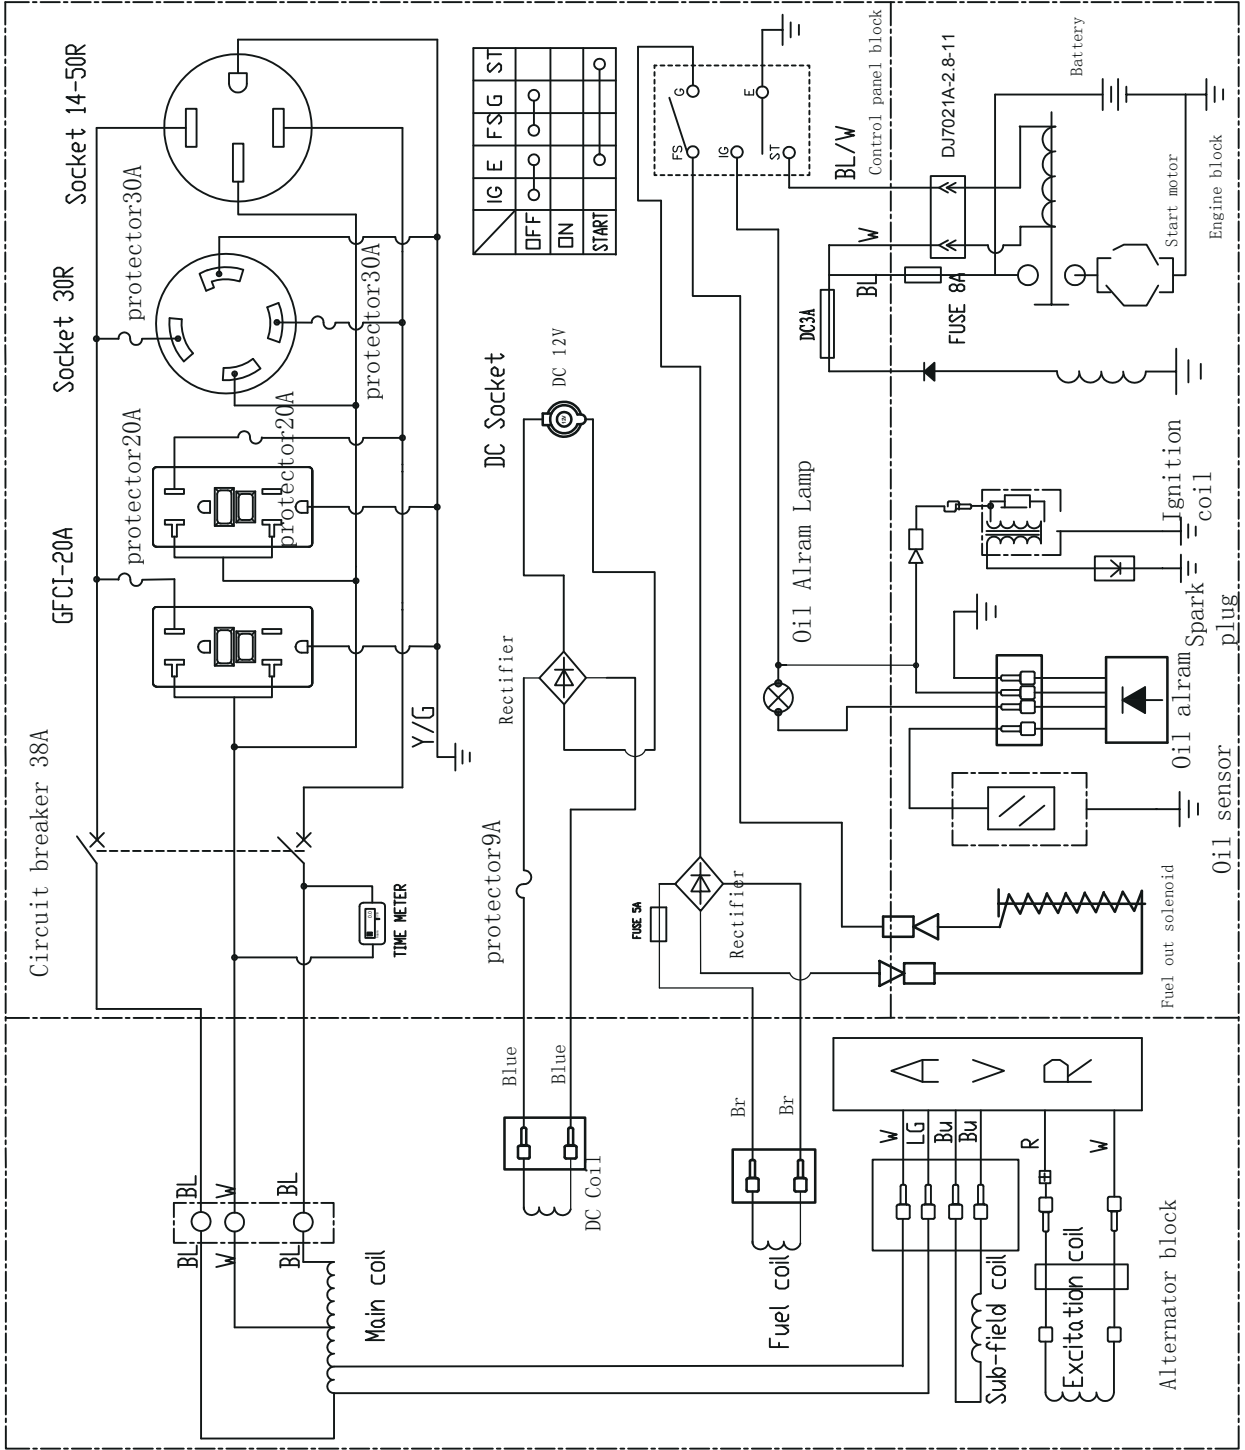 Socket 14-50R
protector30A
Socket 30R
protector30A
protector20A
protector20A
GFCI-20A
Circuit breaker 38A
Y/G
TIME METER
BL
W
BL
BL
W
BL
Main coil
IG E FS G ST
OFF
ON
START
DC Socket
DC 12V
12V
Rectifier
protector9A
Blue
Blue
DC Coil
G
E
FS
IG
ST
BL/W
Control panel block
W
BL
DC3A
FUSE 8A
DJ7021A-2.8-11
Battery
Start motor
Engine block
Oil Alram Lamp
Ignition
coil
Spark
plug
Oil alram
Oil sensor
FUSE 5A
Rectifier
Fuel out solenoid
Br
Br
Fuel coil
A V R
W
LG
Bu
Bu
R
W
Sub-field coil
Excitation coil
Alternator block